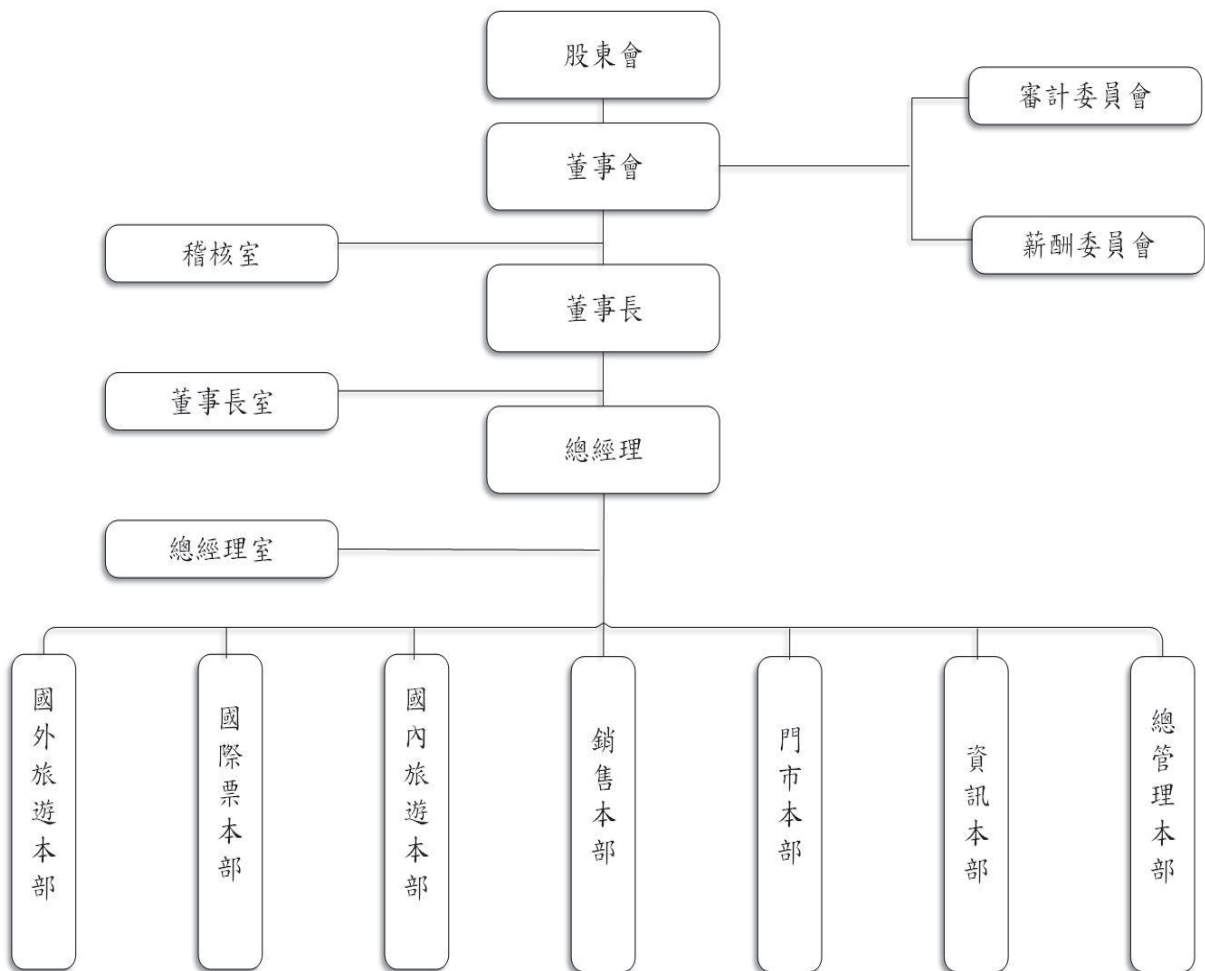 股東會
審計委員會
董事會
薪酬委員會
稽核室
董事長
董事長室
總經理
總經理室
國外旅遊本部
國際票本部
國內旅遊本部
銷售本部
門市本部
資訊本部
總管理本部